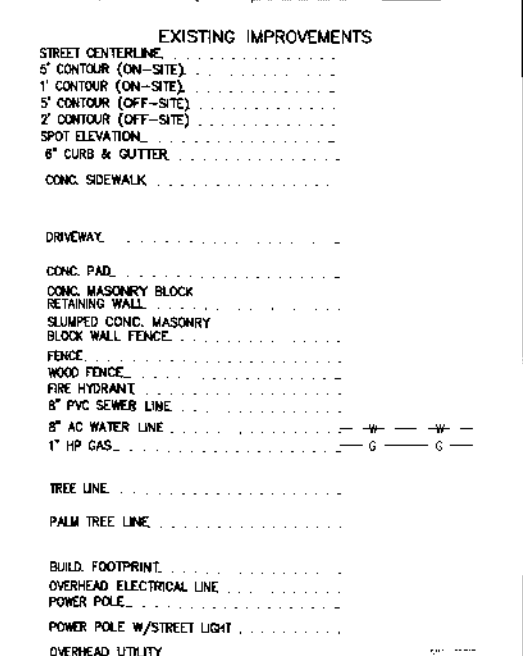 EXISTING IMPROVEMENTS
STREET CENTERLINE
5' CONTOUR (ON-SITE)
1' CONTOUR (ON-SITE)
5' CONTOUR (OFF-SITE)
2' CONTOUR (OFF-SITE)
SPOT ELEVATION
6" CURB & GUTTER
CONC. SIDEWALK
DRIVEWAY
CONC. PAD
CONC. MASONRY BLOCK
RETAINING WALL
SLUMPED CONC. MASONRY
BLOCK WALL FENCE
FENCE
WOOD FENCE
FIRE HYDRANT
8" PVC SEWER LINE
8" AC WATER LINE W W
1" HP GAS G G
TREE LINE
PALM TREE LINE
BUILD. FOOTPRINT
OVERHEAD ELECTRICAL LINE
POWER POLE
POWER POLE W/STREET LIGHT
OVERHEAD UTILITY